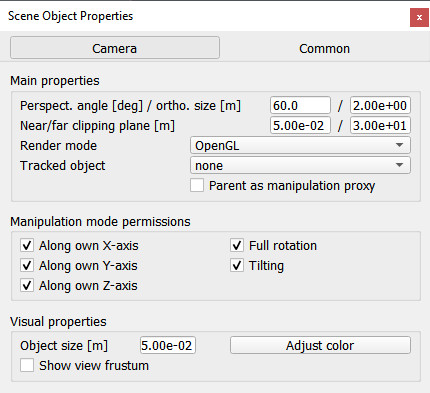 Scene Object Properties x
Camera Common
Main properties
Perspect. angle [deg] / ortho. size [m] 60.0 / 2.00e+00
Near/far clipping plane [m] 5.00e-02 / 3.00e+01
Render mode OpenGL
Tracked object none
Parent as manipulation proxy
Manipulation mode permissions
Along own X-axis Full rotation
Along own Y-axis Tilting
Along own Z-axis
Visual properties
Object size [m] 5.00e-02 Adjust color
Show view frustum